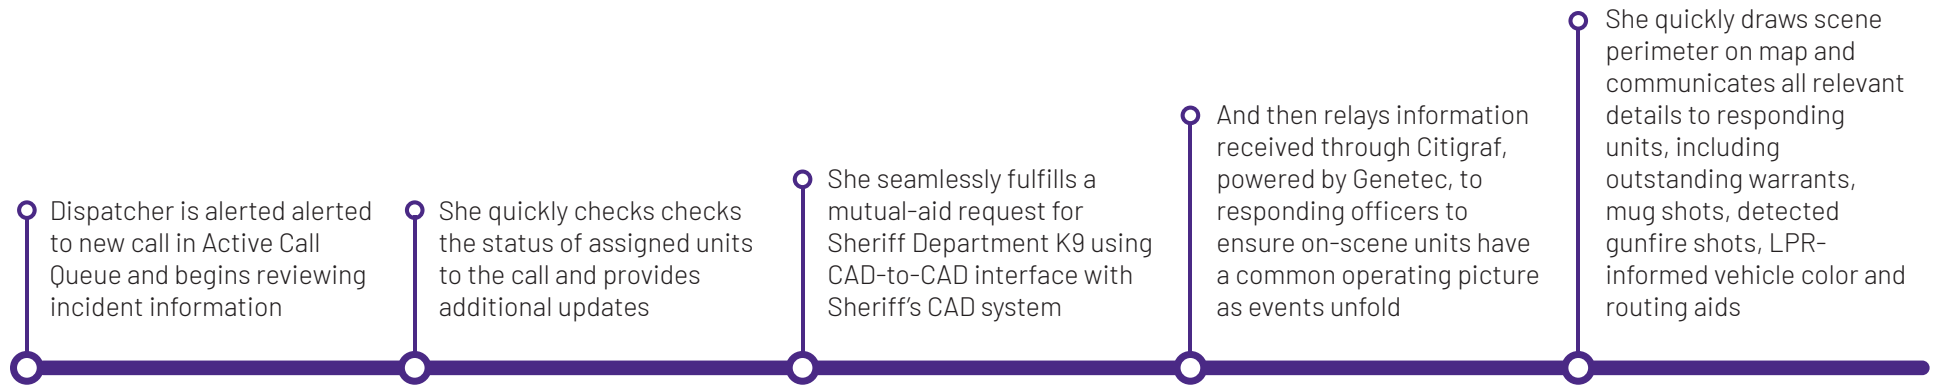 Dispatcher is alerted alerted
to new call in Active Call
Queue and begins reviewing
incident information
She quickly checks checks
the status of assigned units
to the call and provides
additional updates
She seamlessly fulfills a
mutual-aid request for
Sheriff Department K9 using
CAD-to-CAD interface with
Sheriff’s CAD system
And then relays information
received through Citigraf,
powered by Genetec, to
responding officers to
ensure on-scene units have
a common operating picture
as events unfold
She quickly draws scene
perimeter on map and
communicates all relevant
details to responding
units, including
outstanding warrants,
mug shots, detected
gunfire shots, LPR-
informed vehicle color and
routing aids